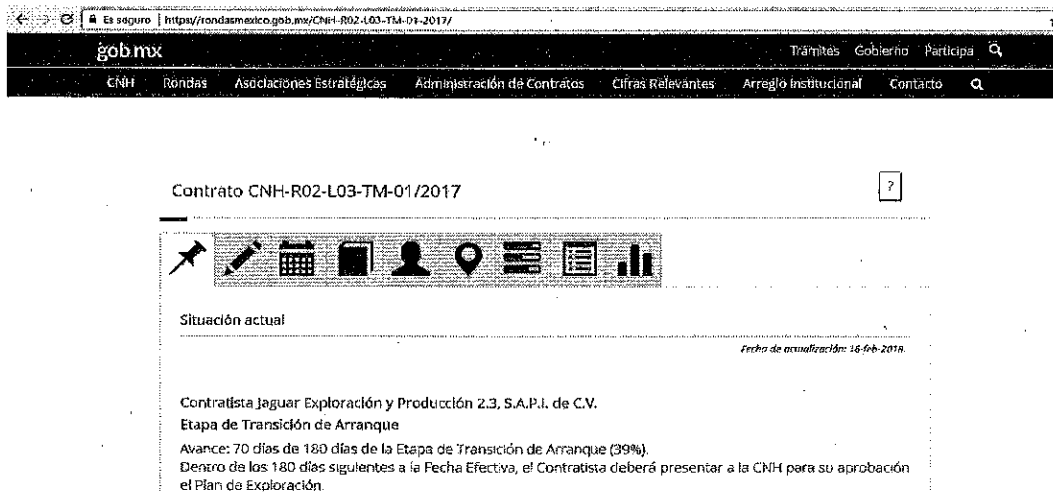 Es seguro | https://rondasmexico.gob.mx/CNH-R02-L03-TM-01-2017/
gob.mx Trámites Gobierno Participa
CNH Rondas Asociaciones Estratégicas Administración de Contratos Cifras Relevantes Arreglo Institucional Contacto
Contrato CNH-R02-L03-TM-01/2017 ?
Situación actual
Fecha de actualización: 16-feb-2018.
Contratista Jaguar Exploración y Producción 2.3, S.A.P.I. de C.V.
Etapa de Transición de Arranque
Avance: 70 días de 180 días de la Etapa de Transición de Arranque (39%).
Dentro de los 180 días siguientes a la Fecha Efectiva, el Contratista deberá presentar a la CNH para su aprobación
el Plan de Exploración.